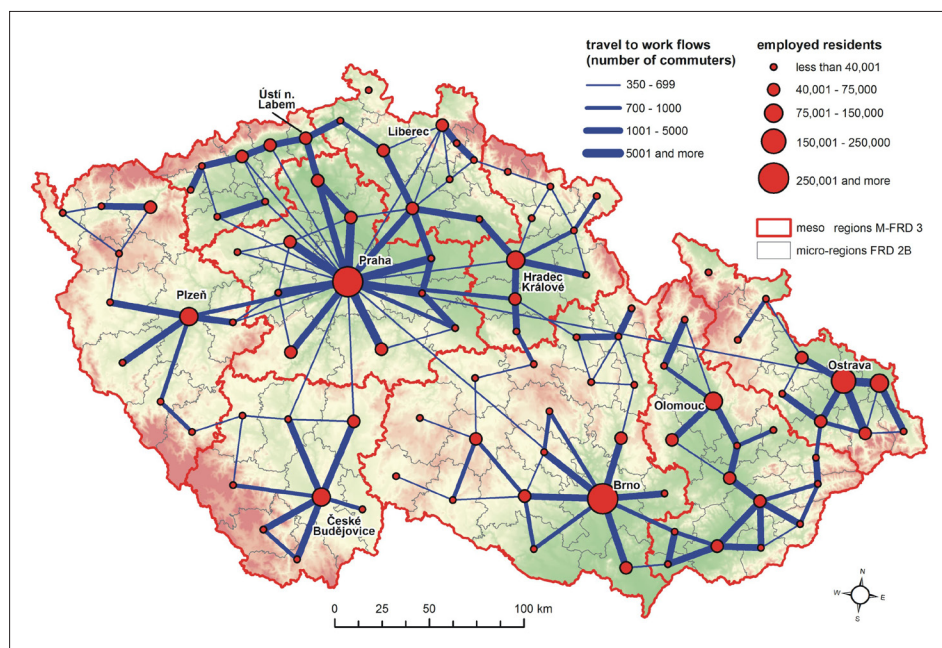 travel to work flows
(number of commuters)
350 - 699
700 - 1000
1001 - 5000
5001 and more
employed residents
less than 40,001
40,001 - 75,000
75,001 - 150,000
150,001 - 250,000
250,001 and more
meso regions M-FRD 3
micro-regions FRD 2B
Ústí n.
Labem
Liberec
Praha
Hradec
Králové
Plzeň
Ostrava
Olomouc
Brno
České
Budějovice
0 25 50 100 km
N
W E
S